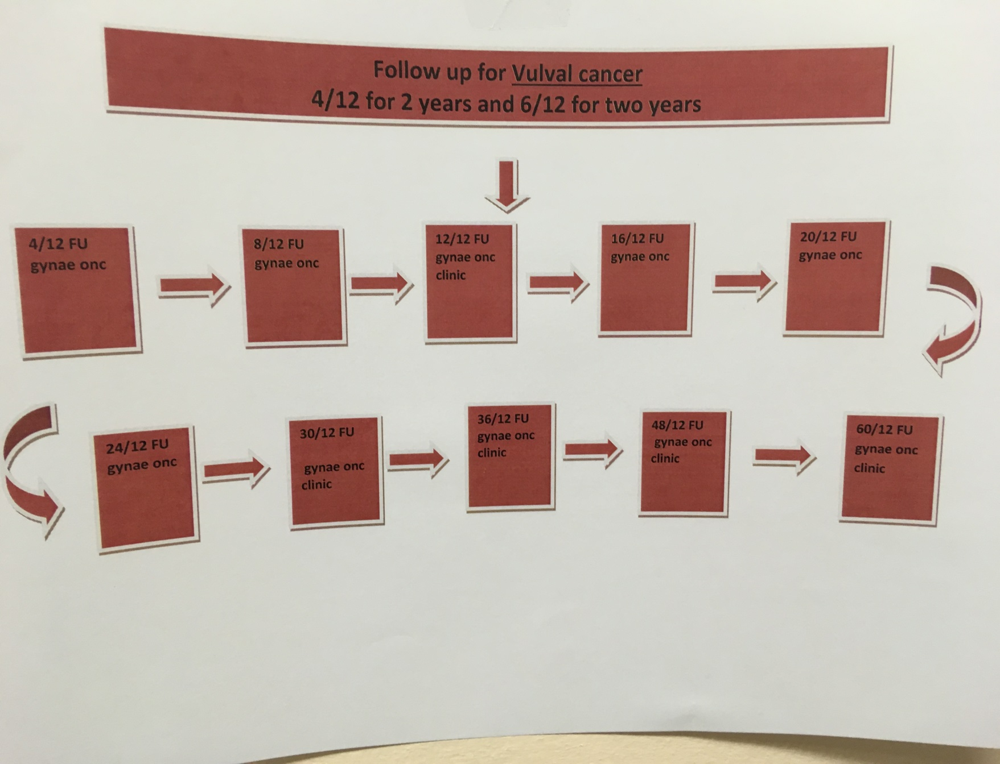 Follow up for Vulval cancer
4/12 for 2 years and 6/12 for two years
4/12 FU
gynae onc
8/12 FU
gynae onc
12/12 FU
gynae onc
clinic
16/12 FU
gynae onc
20/12 FU
gynae onc
24/12 FU
gynae onc
30/12 FU
gynae onc
clinic
36/12 FU
gynae onc
clinic
48/12 FU
gynae onc
clinic
60/12 FU
gynae onc
clinic